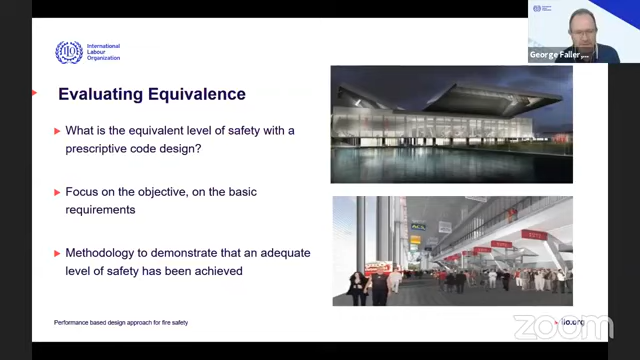 International
Labour
Organization
George Faller,...
Evaluating Equivalence
What is the equivalent level of safety with a
prescriptive code design?
Focus on the objective, on the basic
requirements
Methodology to demonstrate that an adequate
level of safety has been achieved
Performance based design approach for fire safety
ilo.org
zoom